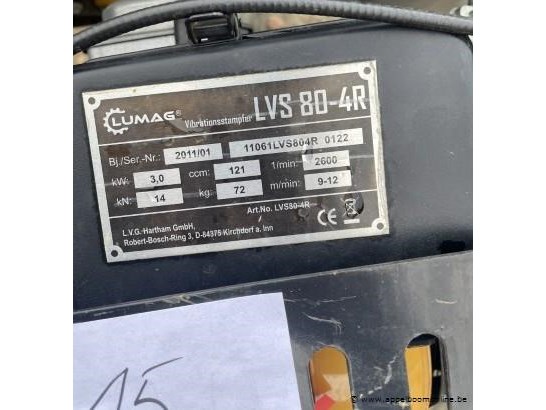 LUMAG® Vibrationsstampfer LVS 80-4R
Bj./Ser.-Nr.: 2011/01 11061LVS804R 0122
kW: 3,0 ccm: 121 1/min: 2600
kN: 14 kg: 72 m/min: 9-12
Art.No. LVS80-4R CE
L.V.G. Hartham GmbH,
Robert-Bosch-Ring 3, D-84375 Kirchdorf a. Inn
15
© www.appelboomonline.be